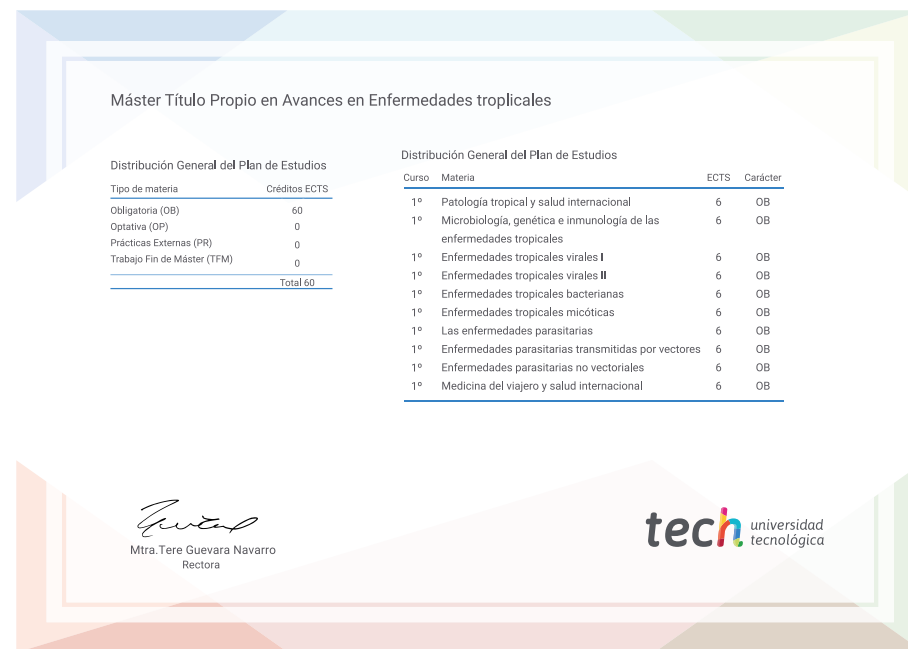 Máster Título Propio en Avances en Enfermedades troplicales
Distribución General del Plan de Estudios
Tipo de materia Créditos ECTS
Obligatoria (OB) 60
Optativa (OP) 0
Prácticas Externas (PR) 0
Trabajo Fin de Máster (TFM) 0
Total 60
Distribución General del Plan de Estudios
Curso Materia ECTS Carácter
1º Patología tropical y salud internacional 6 OB
1º Microbiología, genética e inmunología de las 6 OB
enfermedades tropicales
1º Enfermedades tropicales virales I 6 OB
1º Enfermedades tropicales virales II 6 OB
1º Enfermedades tropicales bacterianas 6 OB
1º Enfermedades tropicales micóticas 6 OB
1º Las enfermedades parasitarias 6 OB
1º Enfermedades parasitarias transmitidas por vectores 6 OB
1º Enfermedades parasitarias no vectoriales 6 OB
1º Medicina del viajero y salud internacional 6 OB
Mtra.Tere Guevara Navarro
Rectora
tech universidad
tecnológica